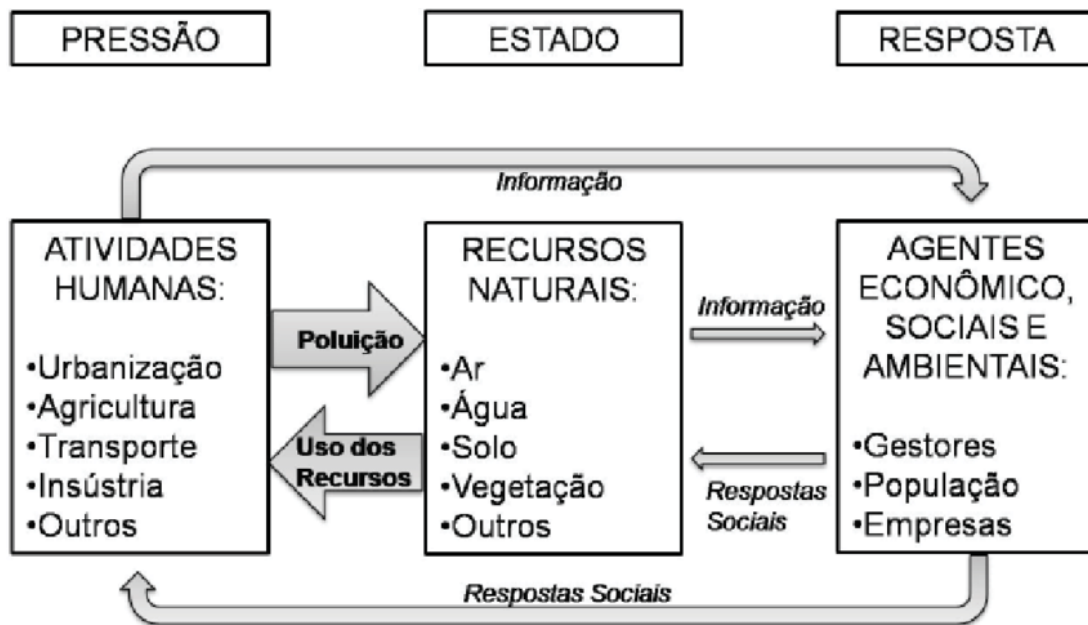 PRESSÃO
ESTADO
RESPOSTA
Informação
ATIVIDADES
HUMANAS:
•Urbanização
•Agricultura
•Transporte
•Insústria
•Outros
Poluição
Uso dos
Recursos
RECURSOS
NATURAIS:
•Ar
•Água
•Solo
•Vegetação
•Outros
Informação
Respostas
Sociais
AGENTES
ECONÔMICO,
SOCIAIS E
AMBIENTAIS:
•Gestores
•População
•Empresas
Respostas Sociais